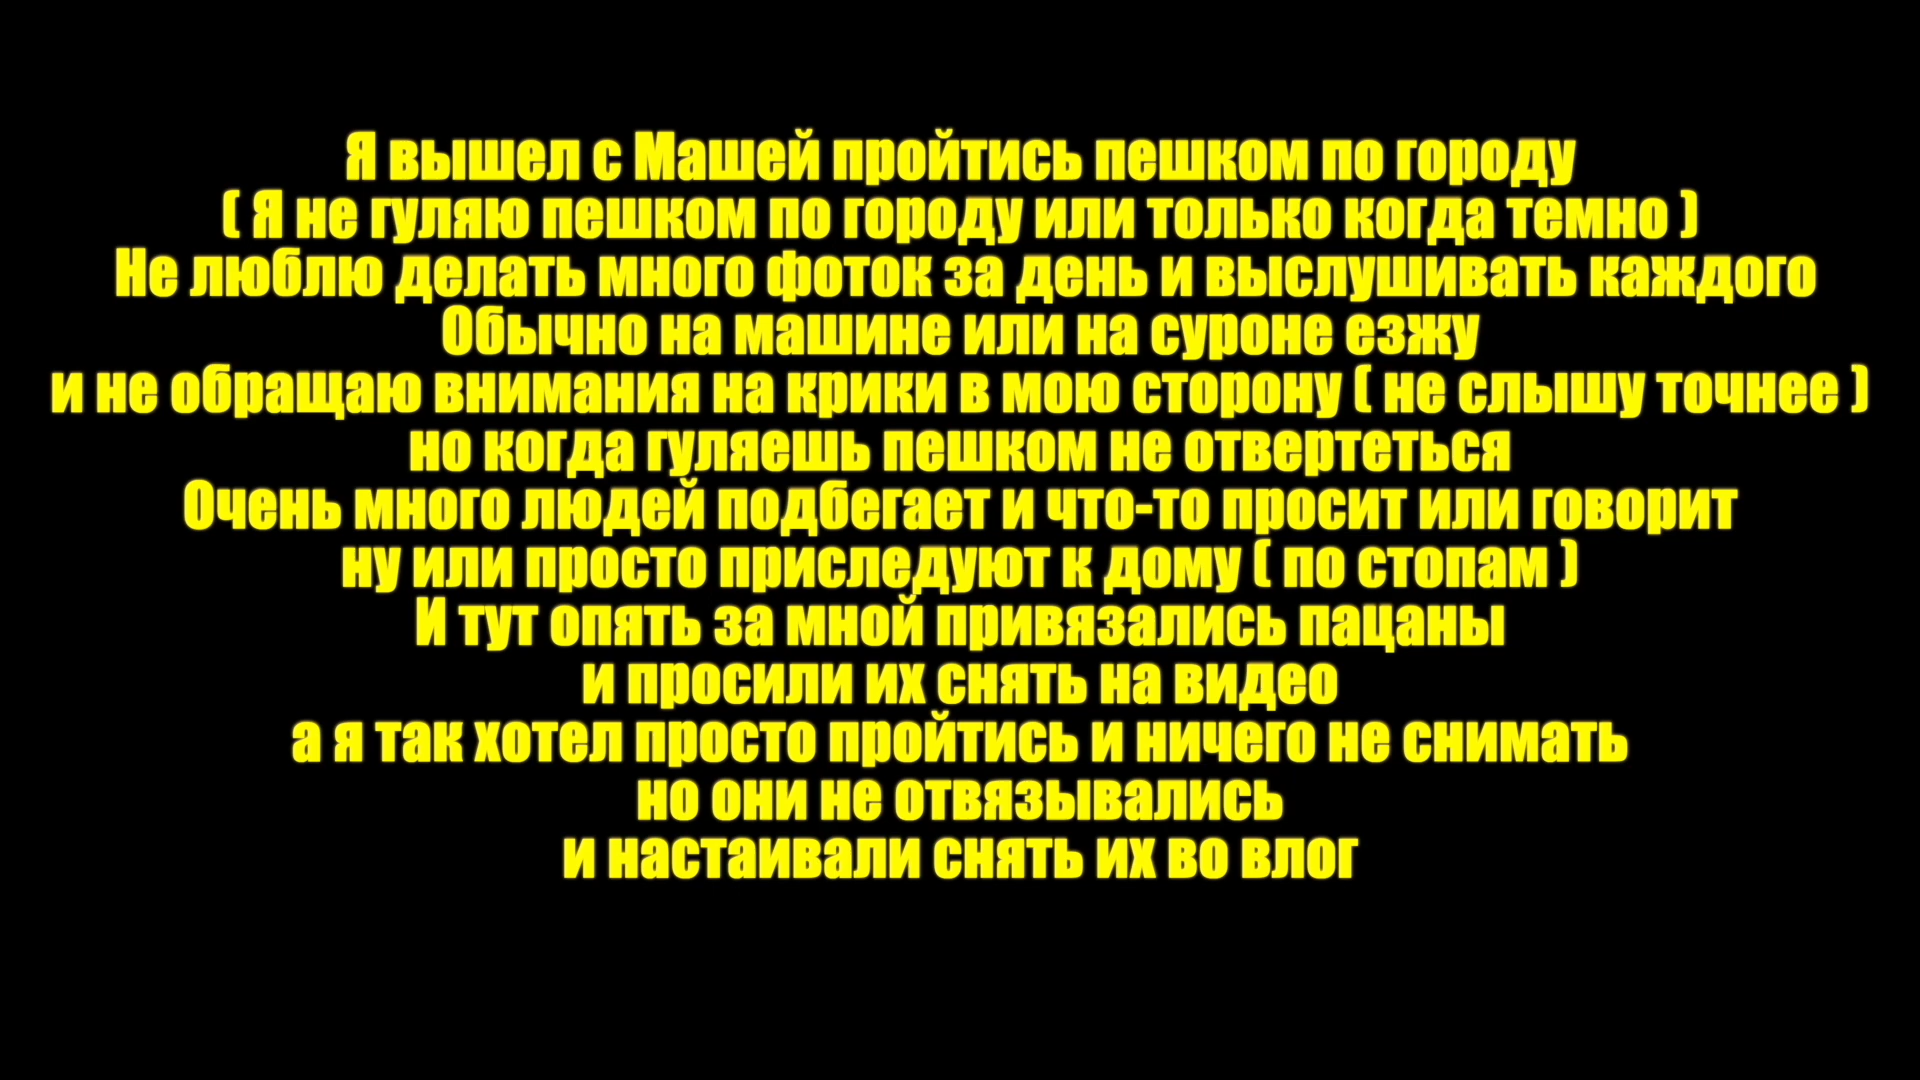 Я вышел с Машей пройтись пешком по городу
( Я не гуляю пешком по городу или только когда темно )
Не люблю делать много фоток за день и выслушивать каждого
Обычно на машине или на суроне езжу
и не обращаю внимания на крики в мою сторону ( не слышу точнее )
но когда гуляешь пешком не отвертеться
Очень много людей подбегает и что-то просит или говорит
ну или просто приследуют к дому ( по стопам )
И тут опять за мной привязались пацаны
и просили их снять на видео
а я так хотел просто пройтись и ничего не снимать
но они не отвязывались
и настаивали снять их во влог